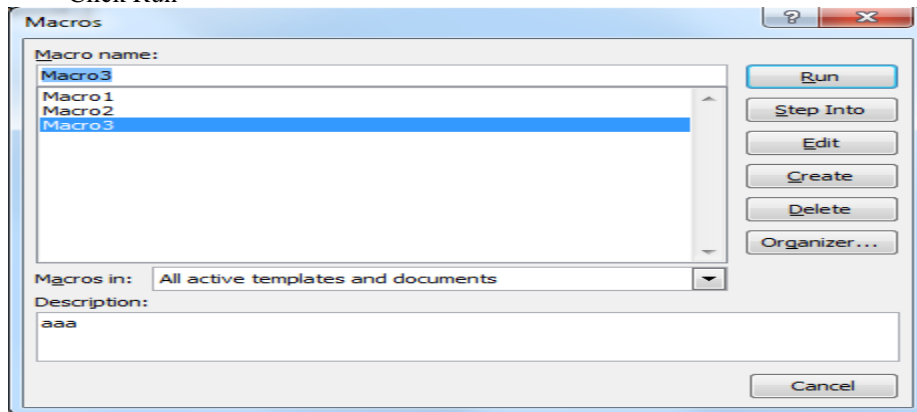 Click Run
Macros
Macro name:
Macro3
Run
Macro1
Macro2
Macro3
Step Into
Edit
Create
Delete
Organizer...
Macros in: All active templates and documents
Description:
aaa
Cancel